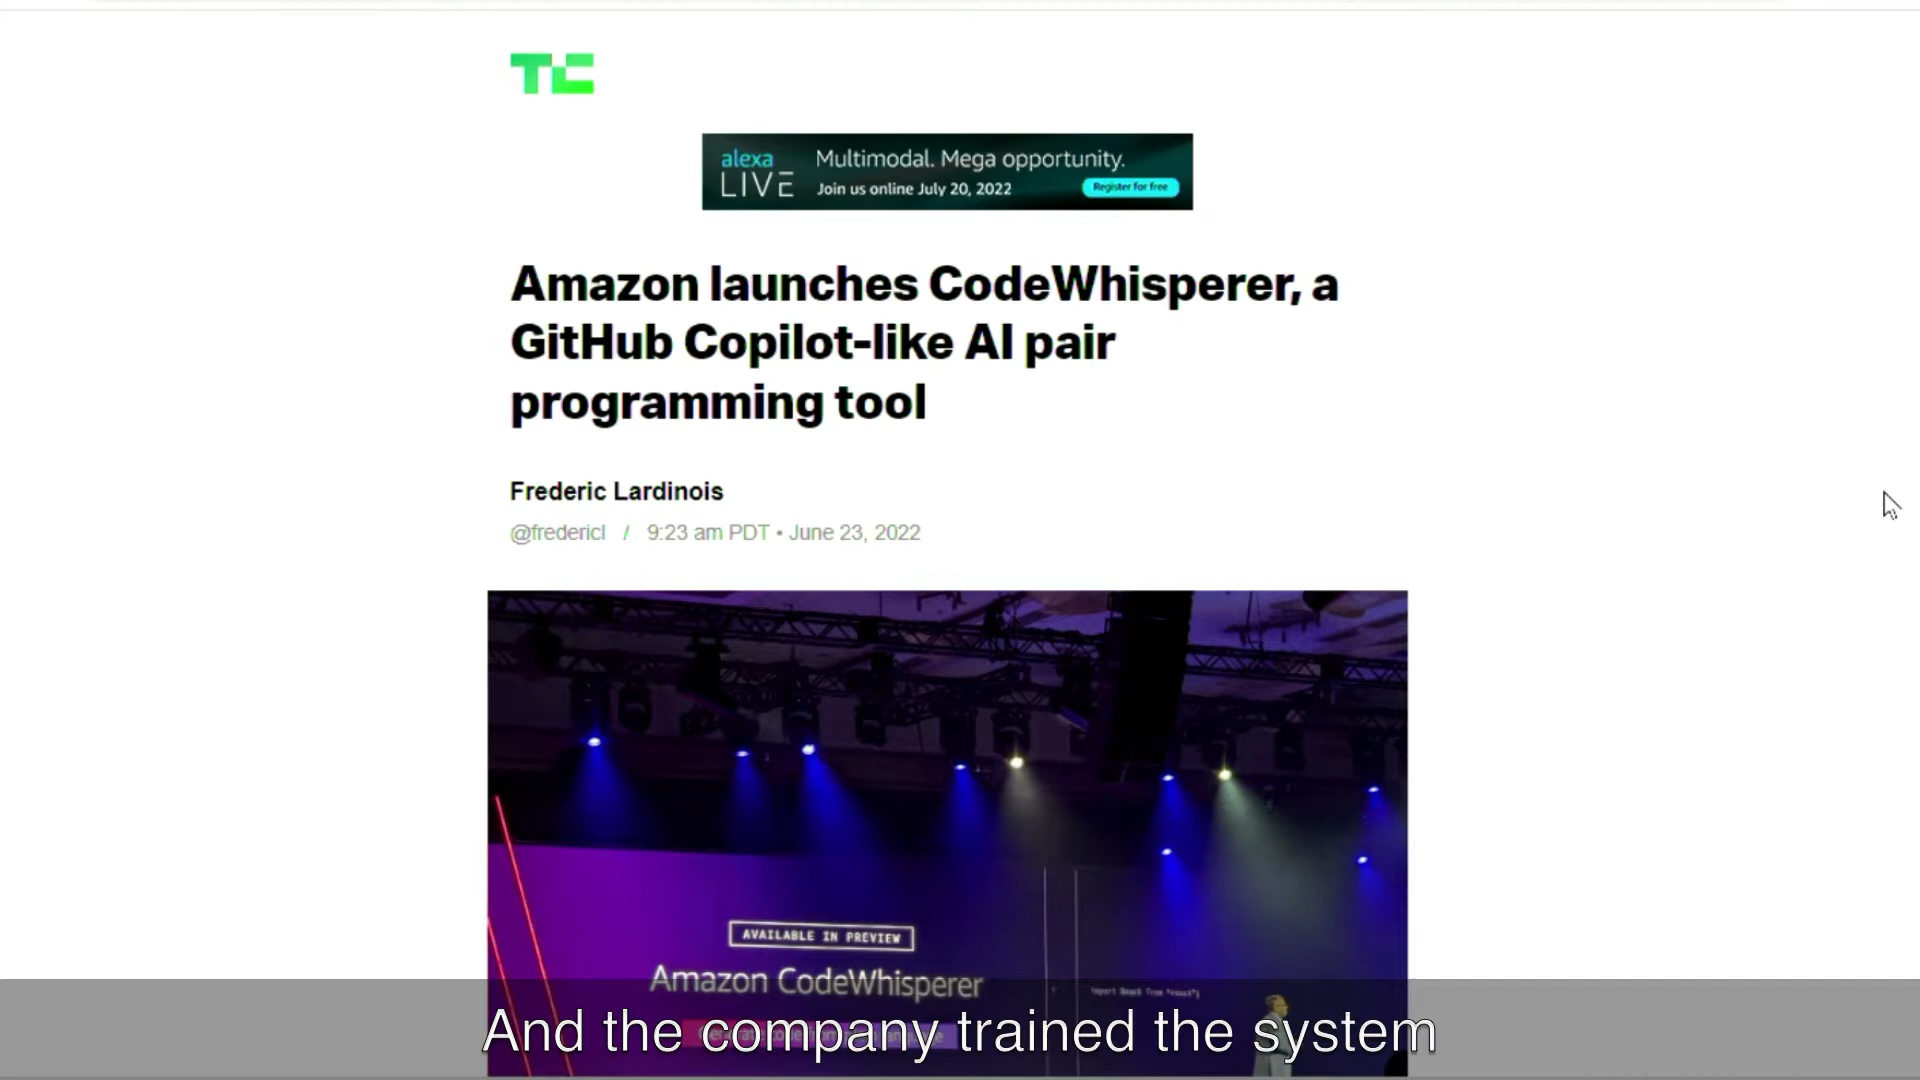 TC
alexa
LIVE
Multimodal. Mega opportunity.
Join us online July 20, 2022
Register for free
Amazon launches CodeWhisperer, a
GitHub Copilot-like AI pair
programming tool
Frederic Lardinois
@fredericl / 9:23 am PDT • June 23, 2022
AVAILABLE IN PREVIEW
Amazon CodeWhisperer
And the company trained the system